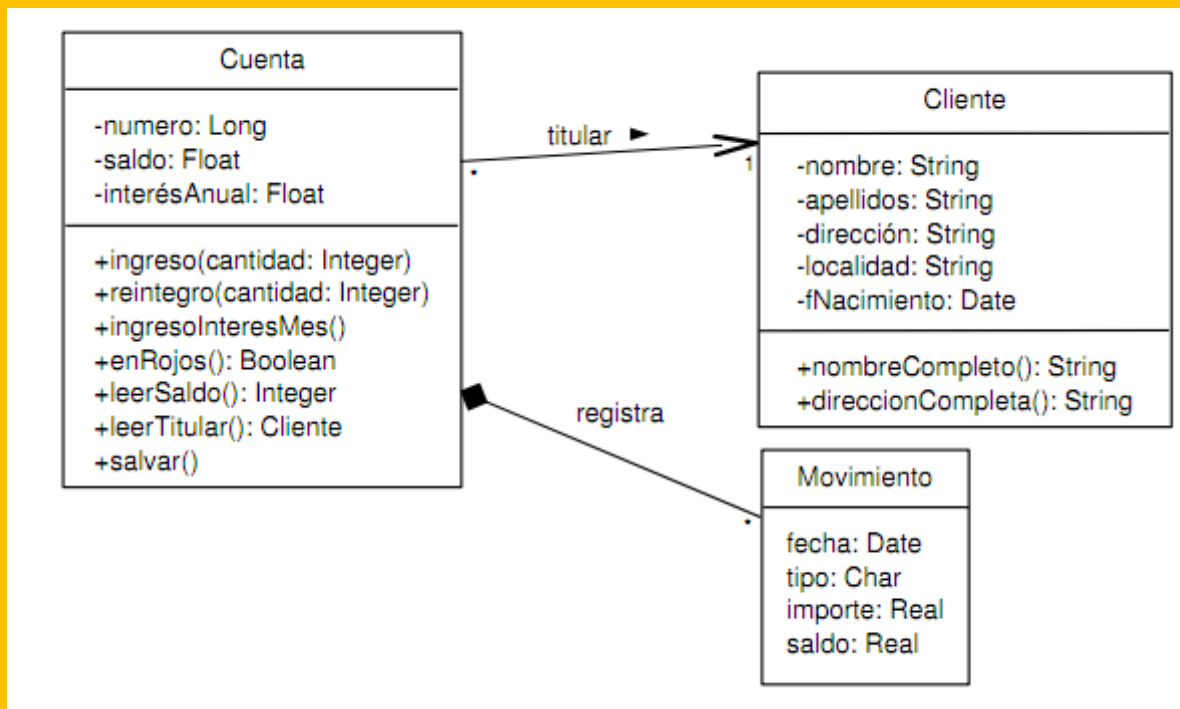 Cuenta
-numero: Long
-saldo: Float
-interésAnual: Float
+ingreso(cantidad: Integer)
+reintegro(cantidad: Integer)
+ingresoInteresMes()
+enRojos(): Boolean
+leerSaldo(): Integer
+leerTitular(): Cliente
+salvar()
titular ►
*
1
Cliente
-nombre: String
-apellidos: String
-dirección: String
-localidad: String
-fNacimiento: Date
+nombreCompleto(): String
+direccionCompleta(): String
registra
*
Movimiento
fecha: Date
tipo: Char
importe: Real
saldo: Real